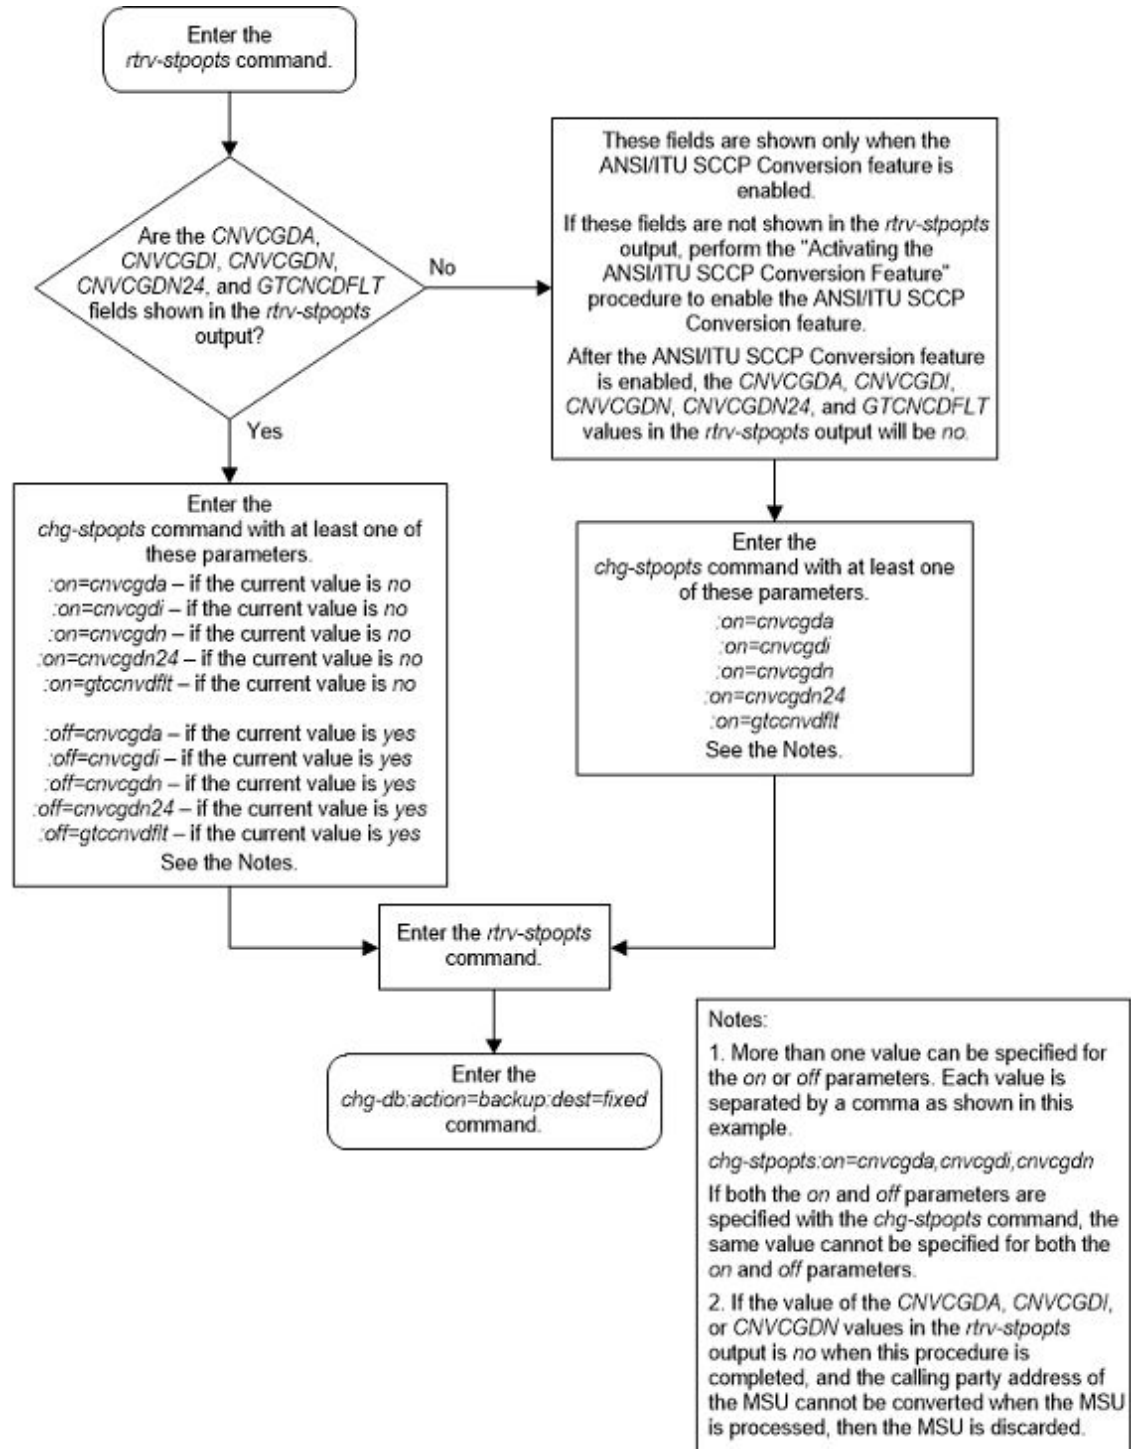 Enter the
rtrv-stpopts command.
Are the CNVCGDA,
CNVCGDI, CNVCGDN,
CNVCGDN24, and GTCNCDFLT
fields shown in the rtrv-stpopts
output?
No
Yes
These fields are shown only when the
ANSI/ITU SCCP Conversion feature is
enabled.
If these fields are not shown in the rtrv-stpopts
output, perform the "Activating the
ANSI/ITU SCCP Conversion Feature"
procedure to enable the ANSI/ITU SCCP
Conversion feature.
After the ANSI/ITU SCCP Conversion feature
is enabled, the CNVCGDA, CNVCGDI,
CNVCGDN, CNVCGDN24, and GTCNCDFLT
values in the rtrv-stpopts output will be no.
Enter the
chg-stpopts command with at least one of
these parameters.
:on=cnvcgda – if the current value is no
:on=cnvcgdi – if the current value is no
:on=cnvcgdn – if the current value is no
:on=cnvcgdn24 – if the current value is no
:on=gtccnvdflt – if the current value is no
:off=cnvcgda – if the current value is yes
:off=cnvcgdi – if the current value is yes
:off=cnvcgdn – if the current value is yes
:off=cnvcgdn24 – if the current value is yes
:off=gtccnvdflt – if the current value is yes
See the Notes.
Enter the
chg-stpopts command with at least one
of these parameters.
:on=cnvcgda
:on=cnvcgdi
:on=cnvcgdn
:on=cnvcgdn24
:on=gtccnvdflt
See the Notes.
Enter the rtrv-stpopts
command.
Enter the
chg-db:action=backup:dest=fixed
command.
Notes:
1. More than one value can be specified for
the on or off parameters. Each value is
separated by a comma as shown in this
example.
chg-stpopts:on=cnvcgda,cnvcgdi,cnvcgdn
If both the on and off parameters are
specified with the chg-stpopts command, the
same value cannot be specified for both the
on and off parameters.
2. If the value of the CNVCGDA, CNVCGDI,
or CNVCGDN values in the rtrv-stpopts
output is no when this procedure is
completed, and the calling party address of
the MSU cannot be converted when the MSU
is processed, then the MSU is discarded.